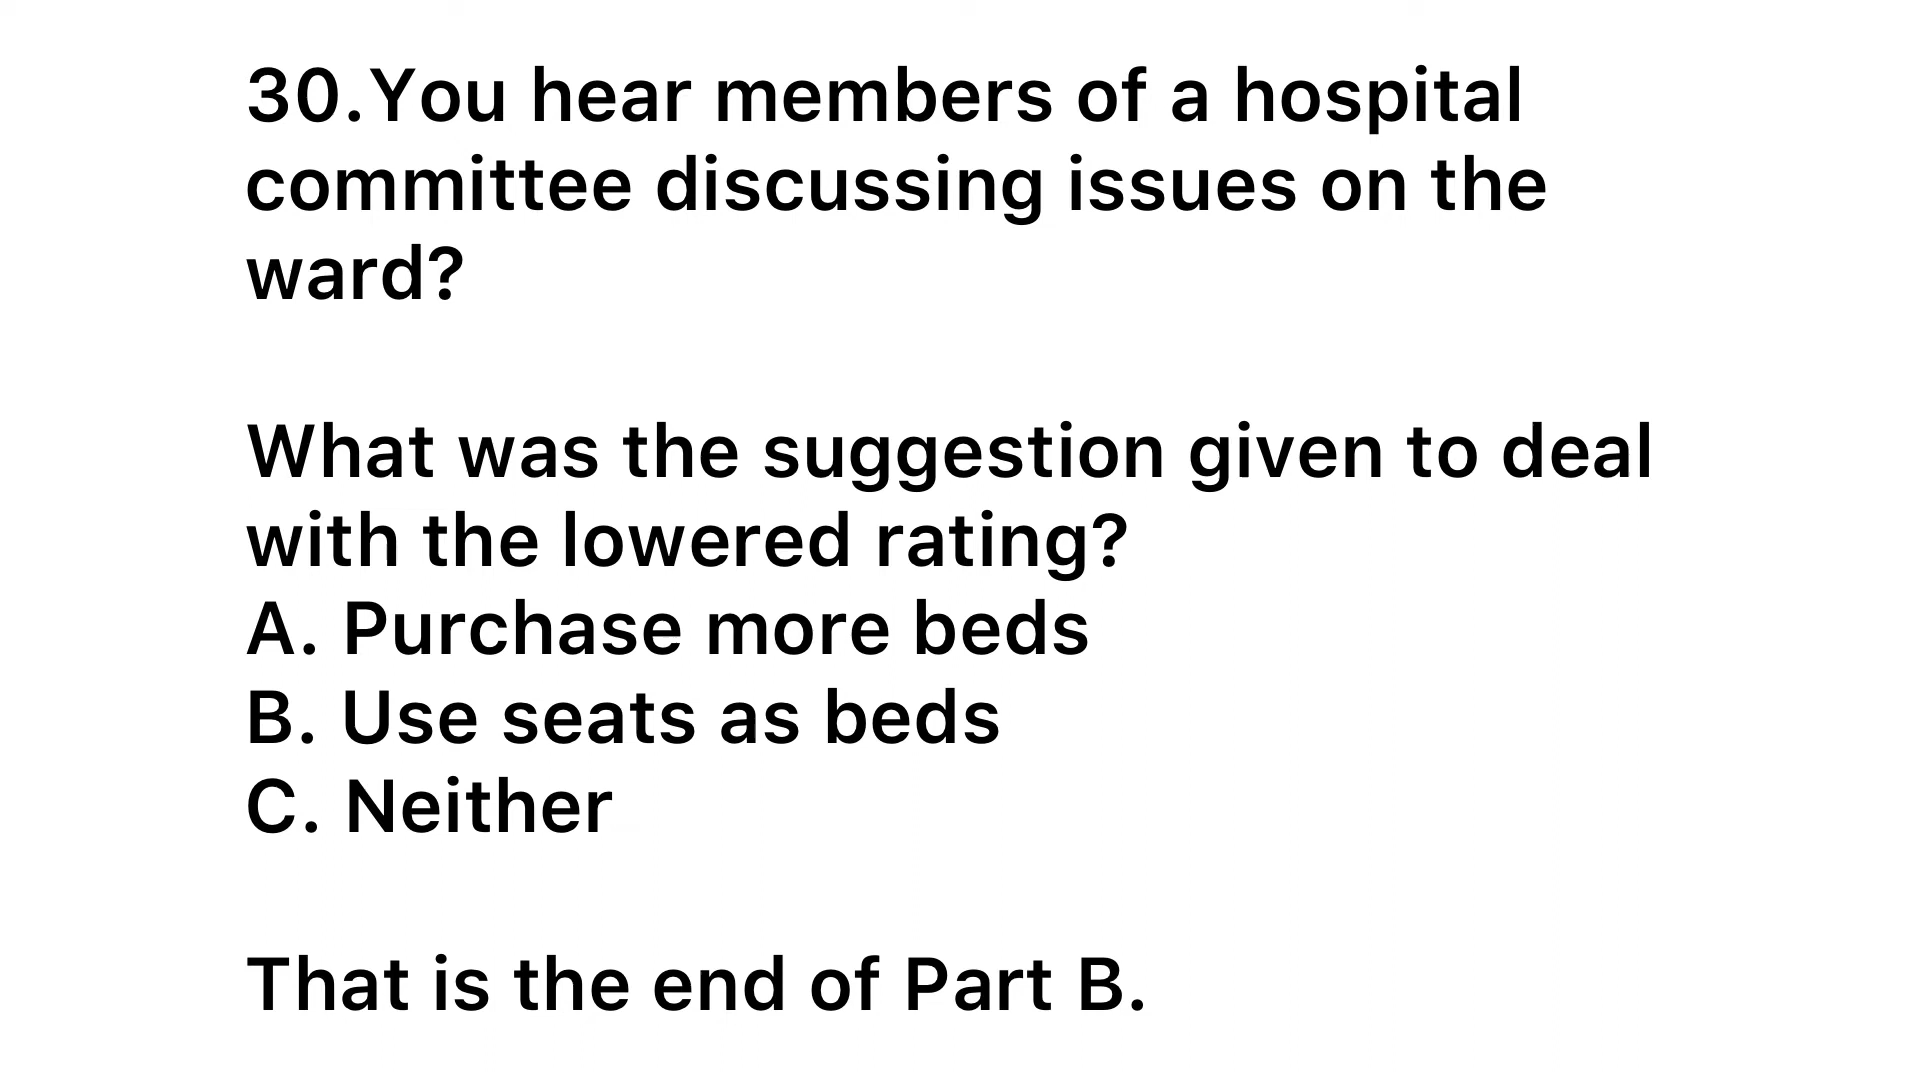 30.You hear members of a hospital
committee discussing issues on the
ward?
What was the suggestion given to deal
with the lowered rating?
A. Purchase more beds
B. Use seats as beds
C. Neither
That is the end of Part B.